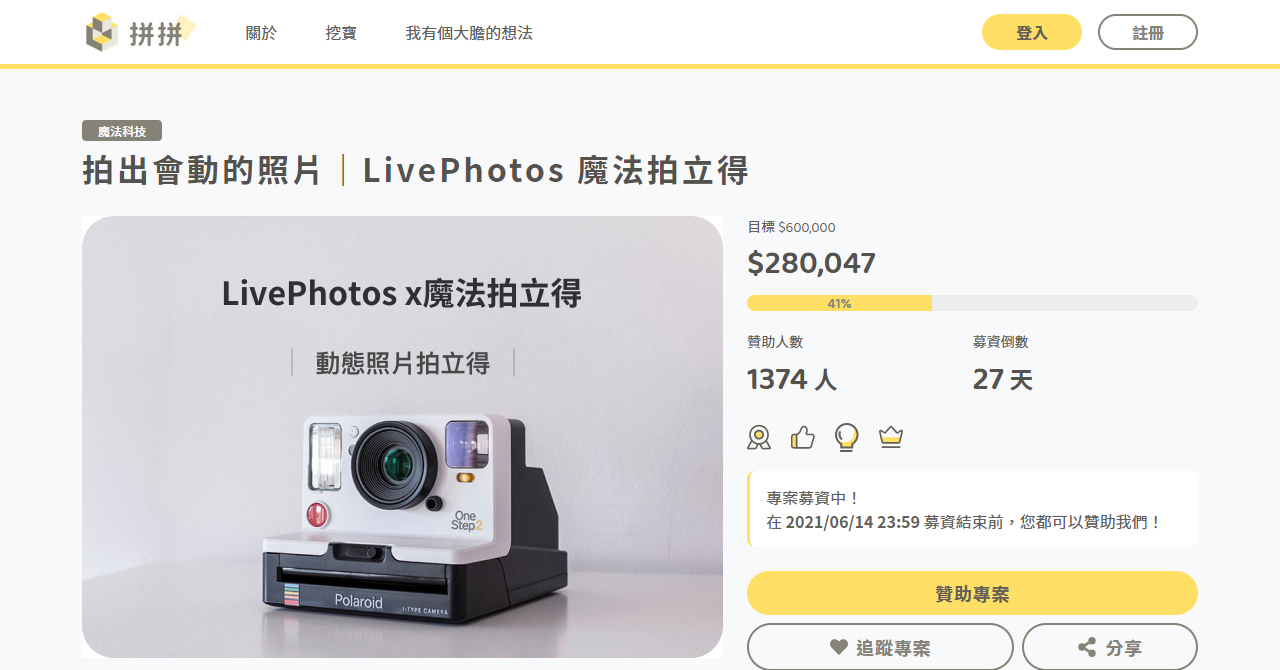 拼拼
關於
挖寶
我有個大膽的想法
登入
註冊
魔法科技
拍出會動的照片｜LivePhotos 魔法拍立得
LivePhotos x魔法拍立得
｜ 動態照片拍立得 ｜
One
Step2
Polaroid
I-TYPE CAMERA
目標 $600,000
$280,047
41%
贊助人數
募資倒數
1374 人
27 天
專案募資中！
在 2021/06/14 23:59 募資結束前，您都可以贊助我們！
贊助專案
追蹤專案
分享